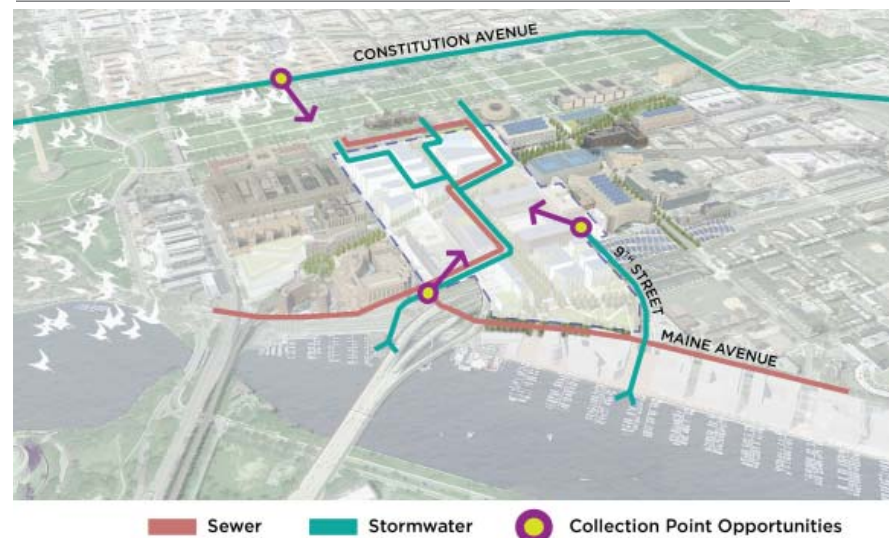 CONSTITUTION AVENUE
9TH STREET
MAINE AVENUE
Sewer Stormwater Collection Point Opportunities